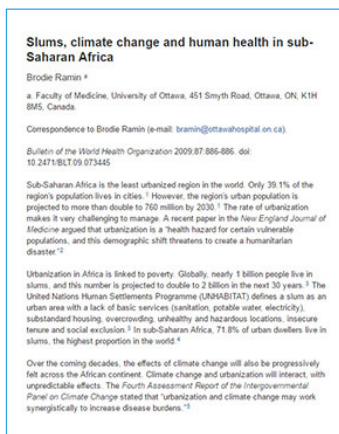 Slums, climate change and human health in sub-
Saharan Africa
Brodie Ramin a
a. Faculty of Medicine, University of Ottawa, 451 Smyth Road, Ottawa, ON, K1H
8M5, Canada.
Correspondence to Brodie Ramin (e-mail: bramin@ottawahospital.on.ca).
Bulletin of the World Health Organization 2009;87:886-886. doi:
10.2471/BLT.09.073445
Sub-Saharan Africa is the least urbanized region in the world. Only 39.1% of the
region's population lives in cities.1 However, the region's urban population is
projected to more than double to 760 million by 2030.1 The rate of urbanization
makes it very challenging to manage. A recent paper in the New England Journal of
Medicine argued that urbanization is a "health hazard for certain vulnerable
populations, and this demographic shift threatens to create a humanitarian
disaster."2
Urbanization in Africa is linked to poverty. Globally, nearly 1 billion people live in
slums, and this number is projected to double to 2 billion in the next 30 years.3 The
United Nations Human Settlements Programme (UNHABITAT) defines a slum as an
urban area with a lack of basic services (sanitation, potable water, electricity),
substandard housing, overcrowding, unhealthy and hazardous locations, insecure
tenure and social exclusion.3 In sub-Saharan Africa, 71.8% of urban dwellers live in
slums, the highest proportion in the world.4
Over the coming decades, the effects of climate change will also be progressively
felt across the African continent. Climate change and urbanization will interact, with
unpredictable effects. The Fourth Assessment Report of the Intergovernmental
Panel on Climate Change stated that "urbanization and climate change may work
synergistically to increase disease burdens."5